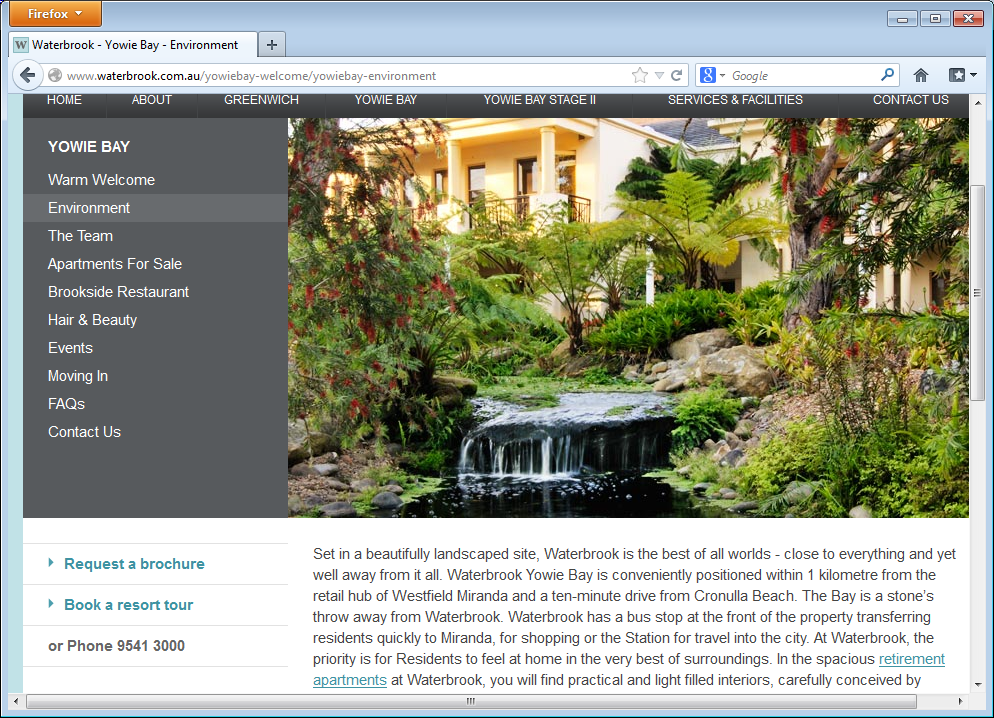 Firefox
W Waterbrook - Yowie Bay - Environment
www.waterbrook.com.au/yowiebay-welcome/yowiebay-environment
Google
HOME ABOUT GREENWICH YOWIE BAY YOWIE BAY STAGE II SERVICES & FACILITIES CONTACT US
YOWIE BAY
Warm Welcome
Environment
The Team
Apartments For Sale
Brookside Restaurant
Hair & Beauty
Events
Moving In
FAQs
Contact Us
Request a brochure
Book a resort tour
or Phone 9541 3000
Set in a beautifully landscaped site, Waterbrook is the best of all worlds - close to everything and yet
well away from it all. Waterbrook Yowie Bay is conveniently positioned within 1 kilometre from the
retail hub of Westfield Miranda and a ten-minute drive from Cronulla Beach. The Bay is a stone’s
throw away from Waterbrook. Waterbrook has a bus stop at the front of the property transferring
residents quickly to Miranda, for shopping or the Station for travel into the city. At Waterbrook, the
priority is for Residents to feel at home in the very best of surroundings. In the spacious retirement
apartments at Waterbrook, you will find practical and light filled interiors, carefully conceived by